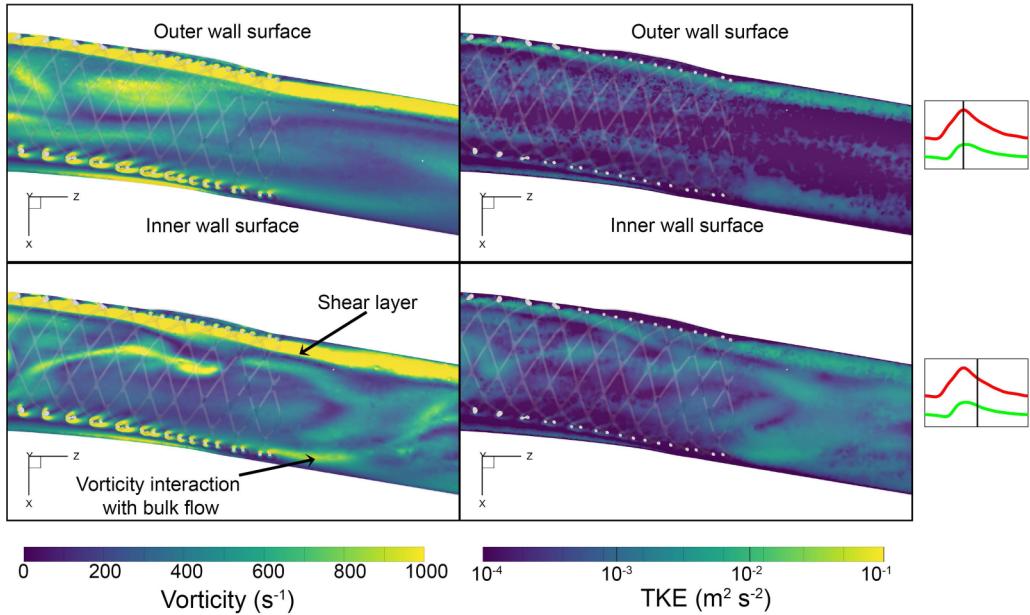 Outer wall surface
Outer wall surface
Y Z
X
Inner wall surface
Y Z
X
Inner wall surface
Shear layer
Y Z
X
Vorticity interaction
with bulk flow
Y Z
X
0 200 400 600 800 1000
Vorticity (s⁻¹)
10⁻⁴ 10⁻³ 10⁻² 10⁻¹
TKE (m² s⁻²)